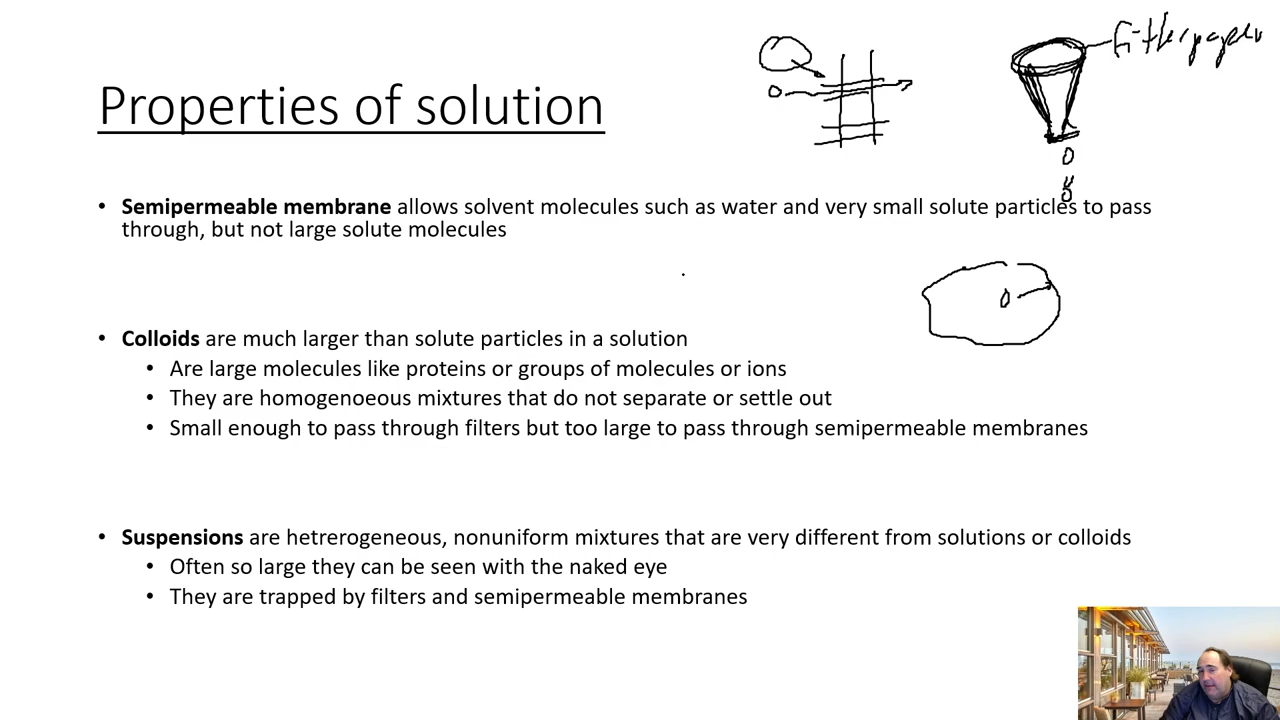 Filter paper
Properties of solution
• Semipermeable membrane allows solvent molecules such as water and very small solute particles to pass
through, but not large solute molecules
• Colloids are much larger than solute particles in a solution
• Are large molecules like proteins or groups of molecules or ions
• They are homogenoeous mixtures that do not separate or settle out
• Small enough to pass through filters but too large to pass through semipermeable membranes
• Suspensions are hetrerogeneous, nonuniform mixtures that are very different from solutions or colloids
• Often so large they can be seen with the naked eye
• They are trapped by filters and semipermeable membranes